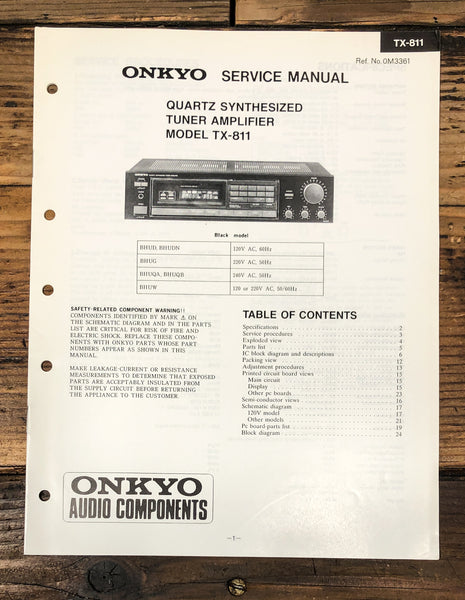 TX-811
Ref. No.OM3361
ONKYO SERVICE MANUAL
QUARTZ SYNTHESIZED
TUNER AMPLIFIER
MODEL TX-811
ONKYO
Black model
BHUD, BHUDN 120V AC, 60Hz
BHUG 220V AC, 50Hz
BHUQA, BHUQB 240V AC, 50Hz
BHUW 120 or 220V AC, 50/60Hz
SAFETY-RELATED COMPONENT WARNING!!
COMPONENTS IDENTIFIED BY MARK ⚠ ON
THE SCHEMATIC DIAGRAM AND IN THE PARTS
LIST ARE CRITICAL FOR RISK OF FIRE AND
ELECTRIC SHOCK. REPLACE THESE COMPO-
NENTS WITH ONKYO PARTS WHOSE PART
NUMBERS APPEAR AS SHOWN IN THIS
MANUAL.
MAKE LEAKAGE-CURRENT OR RESISTANCE
MEASUREMENTS TO DETERMINE THAT EXPOSED
PARTS ARE ACCEPTABLY INSULATED FROM
THE SUPPLY CIRCUIT BEFORE RETURNING
THE APPLIANCE TO THE CUSTOMER.
TABLE OF CONTENTS
Specifications 2
Service procedures 3
Exploded view 4
Parts list 5
IC block diagram and descriptions 6
Packing view 12
Adjustment procedures 13
Printed circuit board views 15
Main circuit 15
Display 15
Other pc boards 23
Semi-conductor views 16
Schematic diagram 17
120V model 17
Other models 21
Pc board parts list 19
Block diagram 24
ONKYO
AUDIO COMPONENTS
—1—